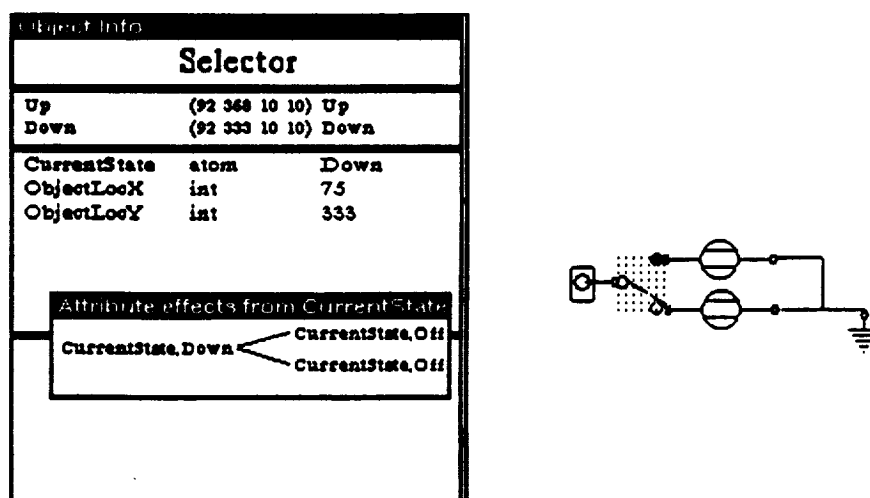 Object Info
Selector
Up (92 368 10 10) Up
Down (92 333 10 10) Down
CurrentState atom Down
ObjectLocX int 75
ObjectLocY int 333
Attribute effects from CurrentState
CurrentState,Off
CurrentState,Down
CurrentState,Off